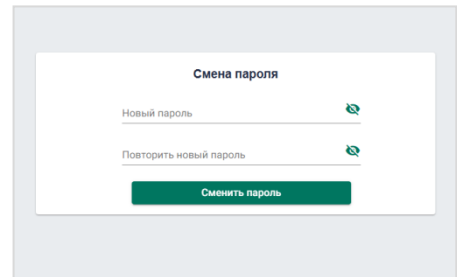 Смена пароля
Новый пароль
Повторить новый пароль
Сменить пароль